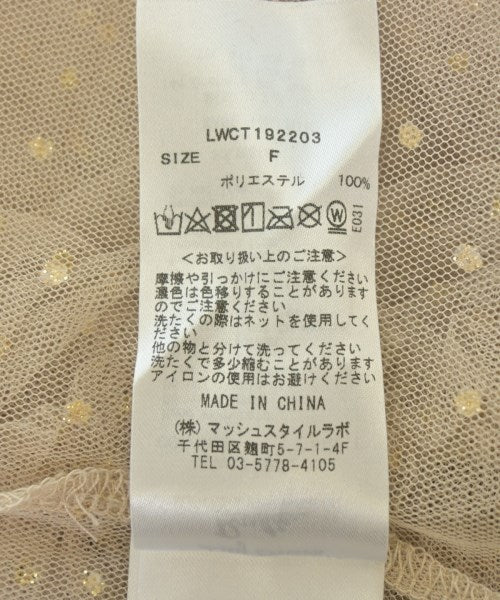 LWCT192203
SIZE F
ポリエステル 100%
W
E031
<お取り扱い上のご注意>
摩擦や引っかけにご注意ください
濃色は色移りすることがあります
のでご注意ください
洗たくの際はネットを使用してく
ださい
他の物と分けて洗ってください
洗たくで多少縮むことがあります
アイロンの使用はお避けください
MADE IN CHINA
(株)マッシュスタイルラボ
千代田区麹町5-7-1-4F
TEL 03-5778-4105